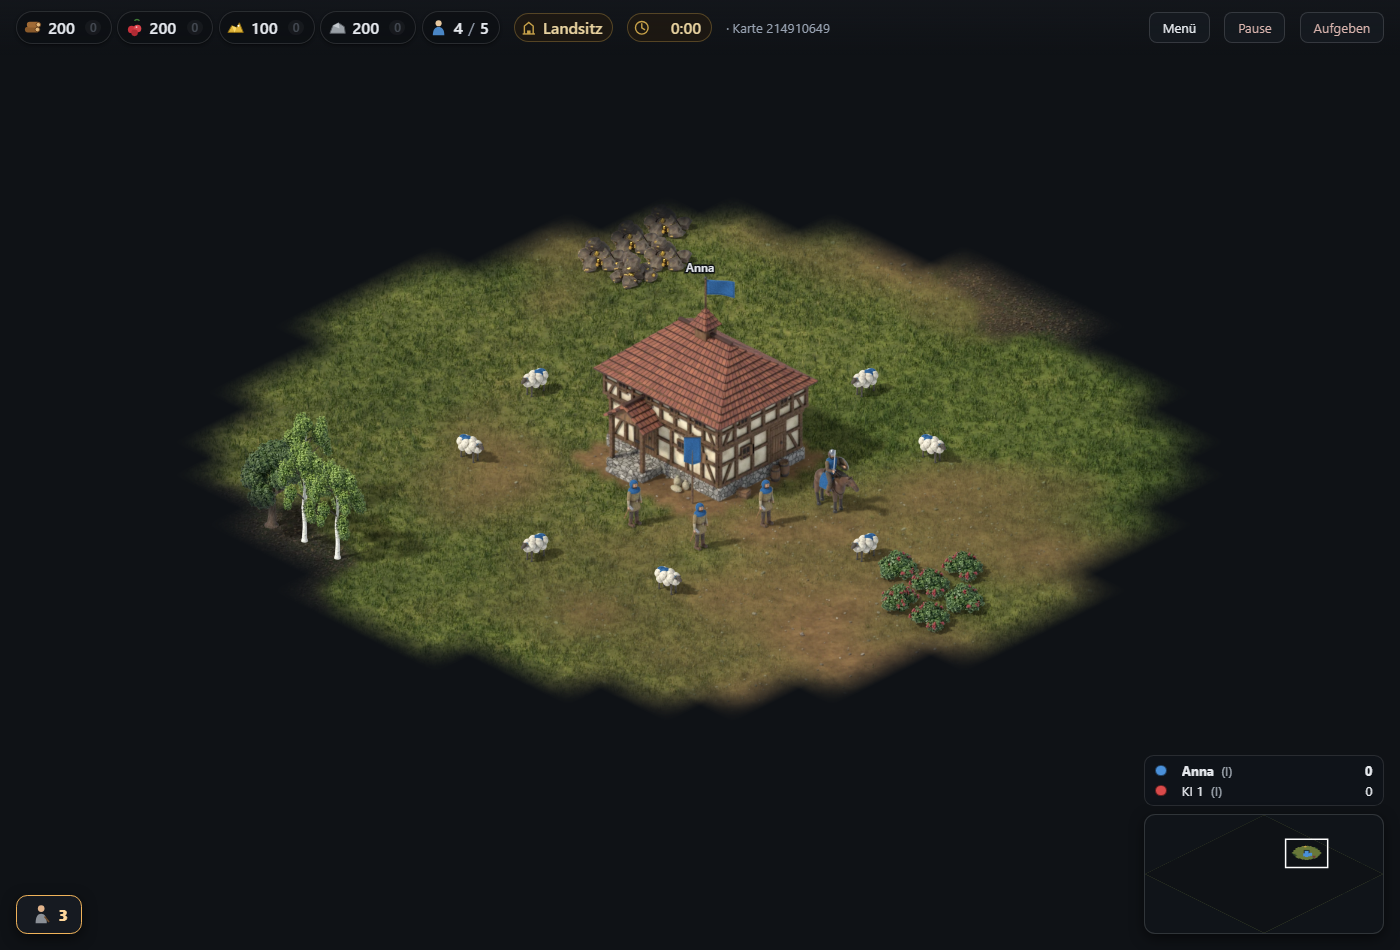 200 0 200 0 100 0 200 0 4 / 5 Landsitz 0:00 · Karte 214910649 Menü Pause Aufgeben
Anna
Anna (I) 0
KI 1 (I) 0
3